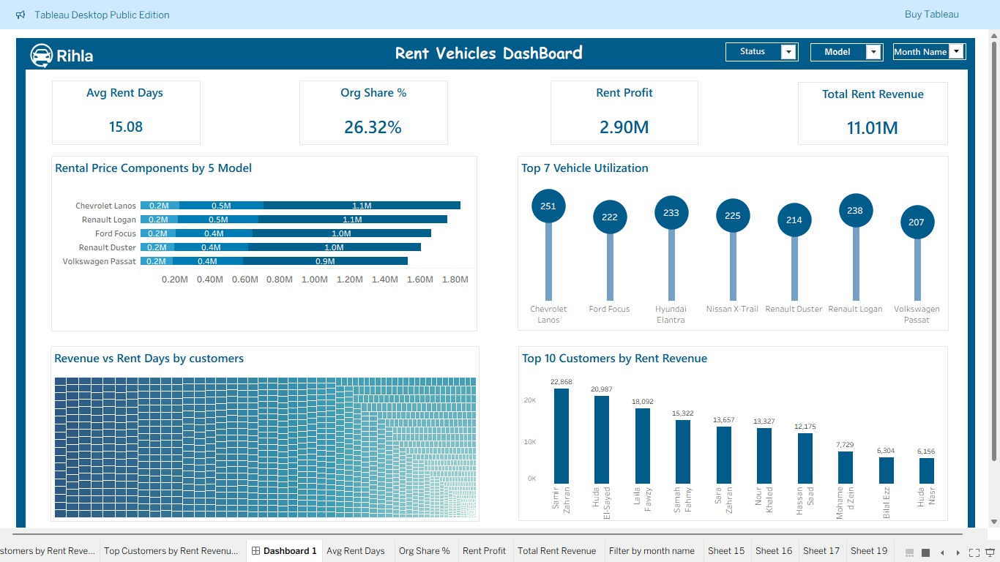 Tableau Desktop Public Edition
Buy Tableau
Rihla
Rent Vehicles DashBoard
Status
Model
Month Name
Avg Rent Days
15.08
Org Share %
26.32%
Rent Profit
2.90M
Total Rent Revenue
11.01M
Rental Price Components by 5 Model
Chevrolet Lanos 0.2M 0.5M 1.1M
Renault Logan 0.2M 0.5M 1.1M
Ford Focus 0.2M 0.4M 1.0M
Renault Duster 0.2M 0.4M 1.0M
Volkswagen Passat 0.2M 0.4M 0.9M
0.20M 0.40M 0.60M 0.80M 1.00M 1.20M 1.40M 1.60M 1.80M
Top 7 Vehicle Utilization
251 222 233 225 214 238 207
Chevrolet
Lanos
Ford Focus
Hyundai
Elantra
Nissan X-Trail
Renault Duster
Renault Logan
Volkswagen
Passat
Revenue vs Rent Days by customers
Top 10 Customers by Rent Revenue
20K
10K
0K
22,868
20,987
18,092
15,322
13,657
13,327
12,175
7,729
6,304
6,156
Samir
Zahran
Huda
El-Sayed
Laila
Fawzy
Samah
Fahmy
Sara
Zahran
Nour
Khaled
Hassan
Saad
Mohame
d Zein
Bilal Ezz
Huda
Nasr
stomers by Rent Reve...
Top Customers by Rent Revenu...
Dashboard 1
Avg Rent Days
Org Share %
Rent Profit
Total Rent Revenue
Filter by month name
Sheet 15
Sheet 16
Sheet 17
Sheet 19